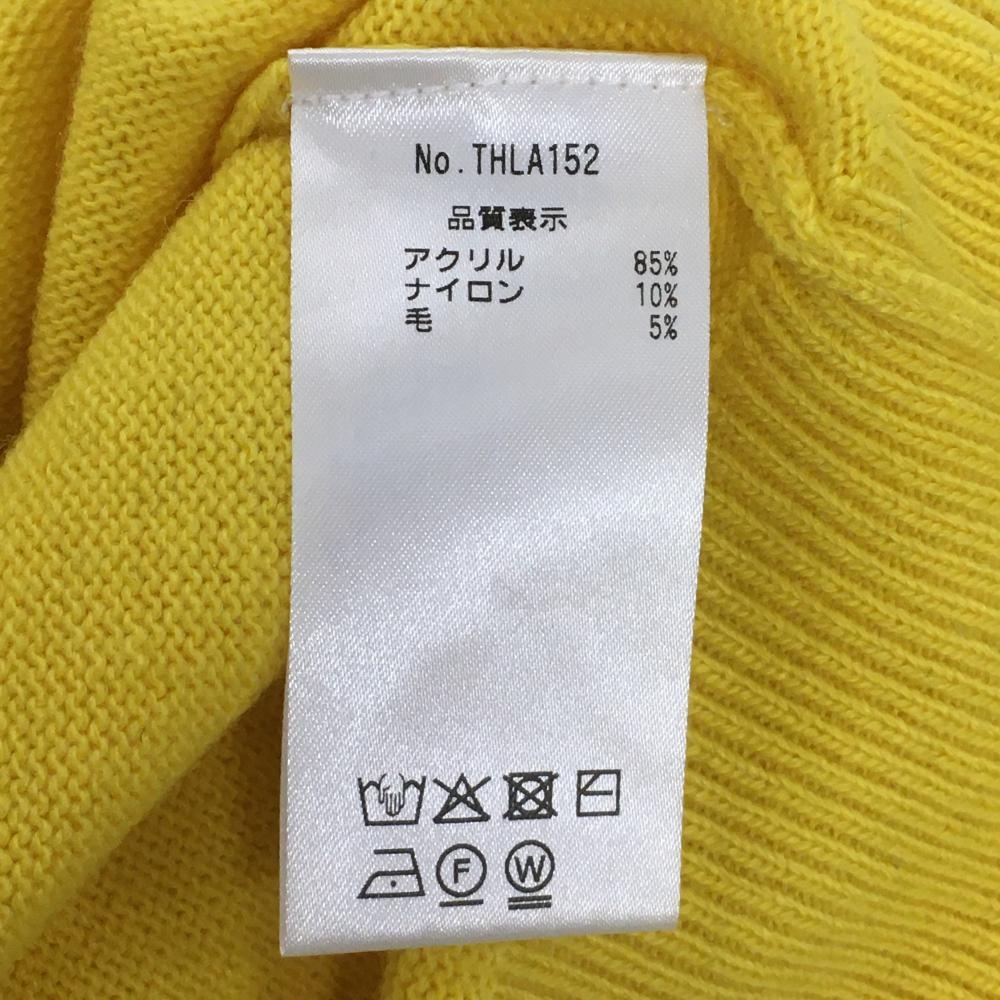 No.THLA152
品質表示
アクリル 85%
ナイロン 10%
毛 5%
F W